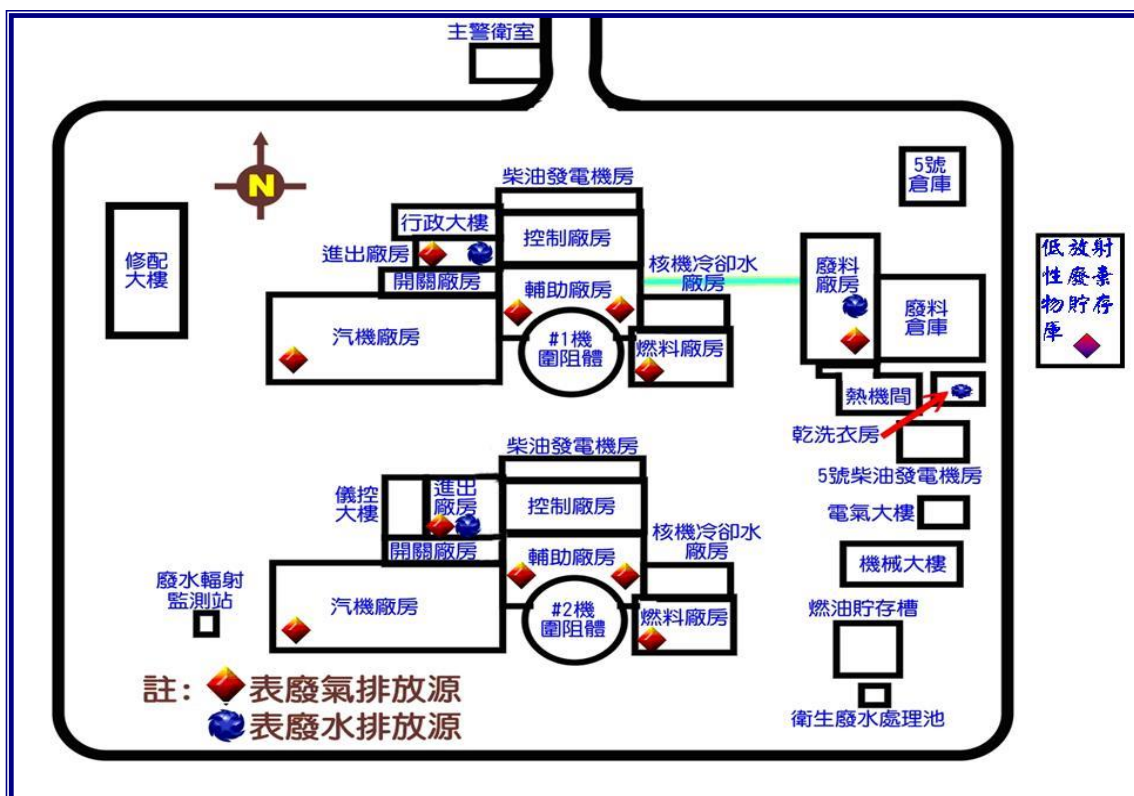 主警衛室
N
5號
倉庫
柴油發電機房
行政大樓
控制廠房
進出廠房
修配
大樓
開關廠房
輔助廠房
核機冷卻水
廠房
廢料
廠房
廢料
倉庫
低放射
性廢棄
物貯存
庫
汽機廠房
#1機
圍阻體
燃料廠房
熱機間
乾洗衣房
柴油發電機房
5號柴油發電機房
儀控
大樓
進出
廠房
控制廠房
電氣大樓
開關廠房
輔助廠房
核機冷卻水
廠房
機械大樓
廢水輻射
監測站
汽機廠房
#2機
圍阻體
燃料廠房
燃油貯存槽
註:表廢氣排放源
表廢水排放源
衛生廢水處理池